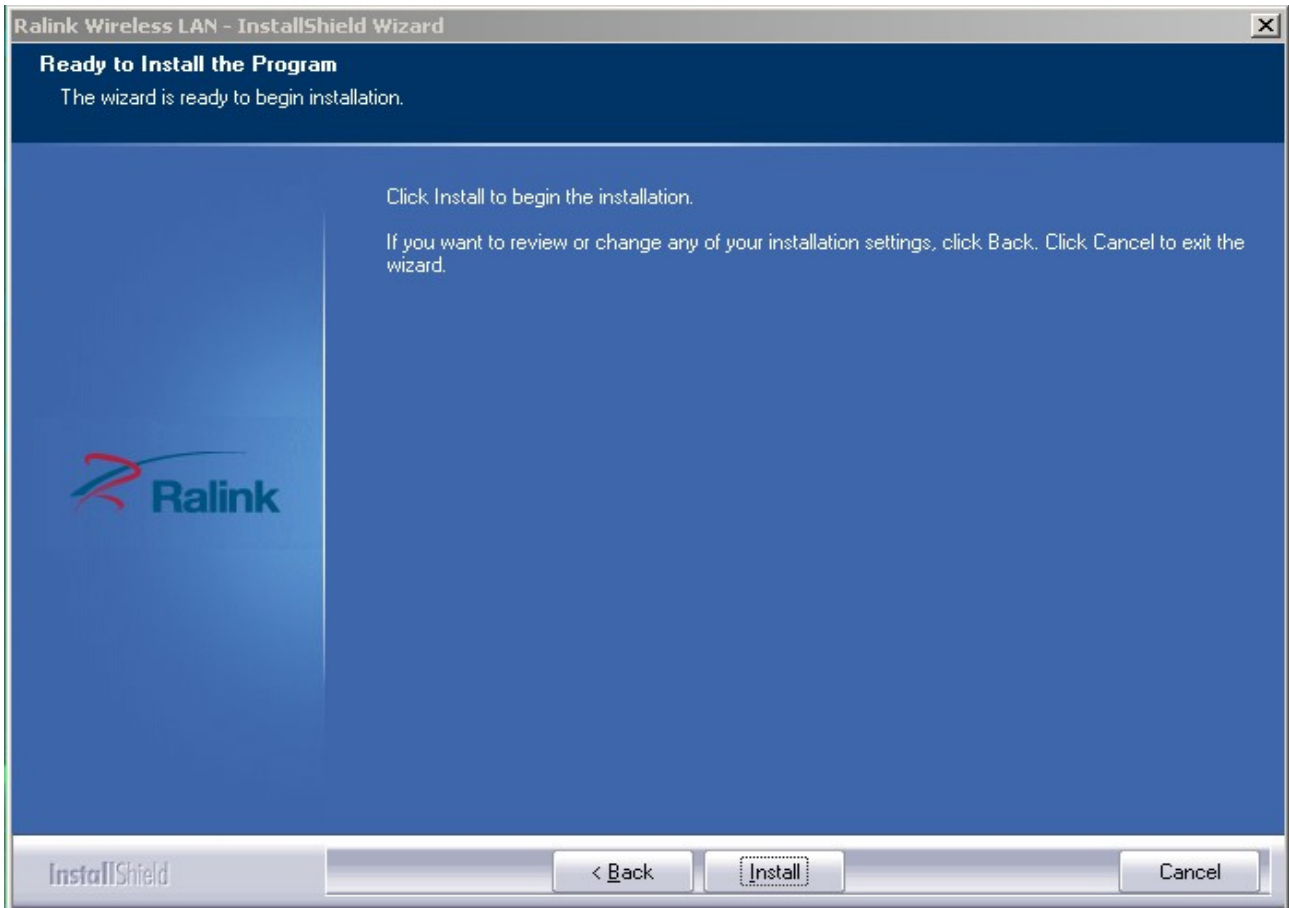 Ralink Wireless LAN - InstallShield Wizard
Ready to Install the Program
The wizard is ready to begin installation.
Click Install to begin the installation.
If you want to review or change any of your installation settings, click Back. Click Cancel to exit the
wizard.
Ralink
InstallShield
< Back
Install
Cancel